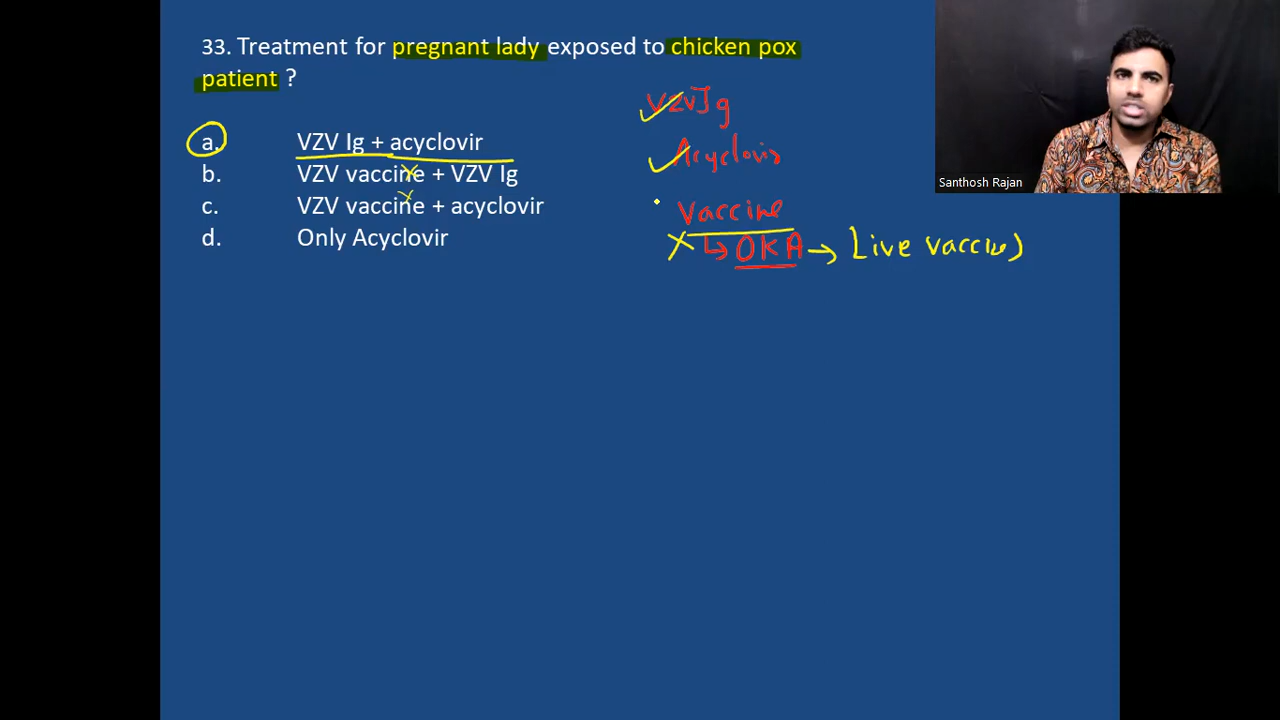 33. Treatment for pregnant lady exposed to chicken pox
patient ?
a. VZV Ig + acyclovir
b. VZV vaccine + VZV Ig
c. VZV vaccine + acyclovir
d. Only Acyclovir
VZV Ig
Acyclovir
Vaccine
X ↳ OKA → Live vaccine)
Santhosh Rajan